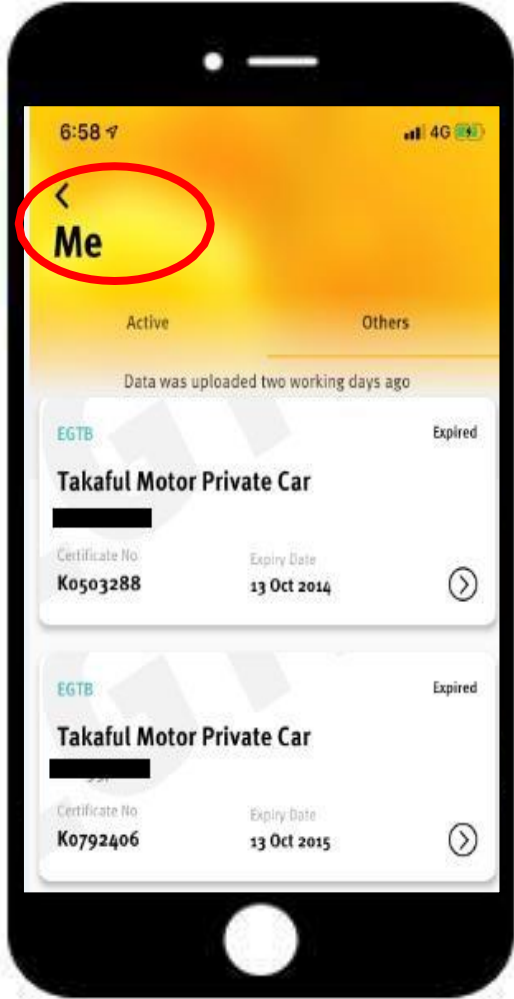 6:58
4G
Me
Active Others
Data was uploaded two working days ago
EGTB Expired
Takaful Motor Private Car
Certificate No Expiry Date
K0503288 13 Oct 2014
EGTB Expired
Takaful Motor Private Car
Certificate No Expiry Date
K0792406 13 Oct 2015